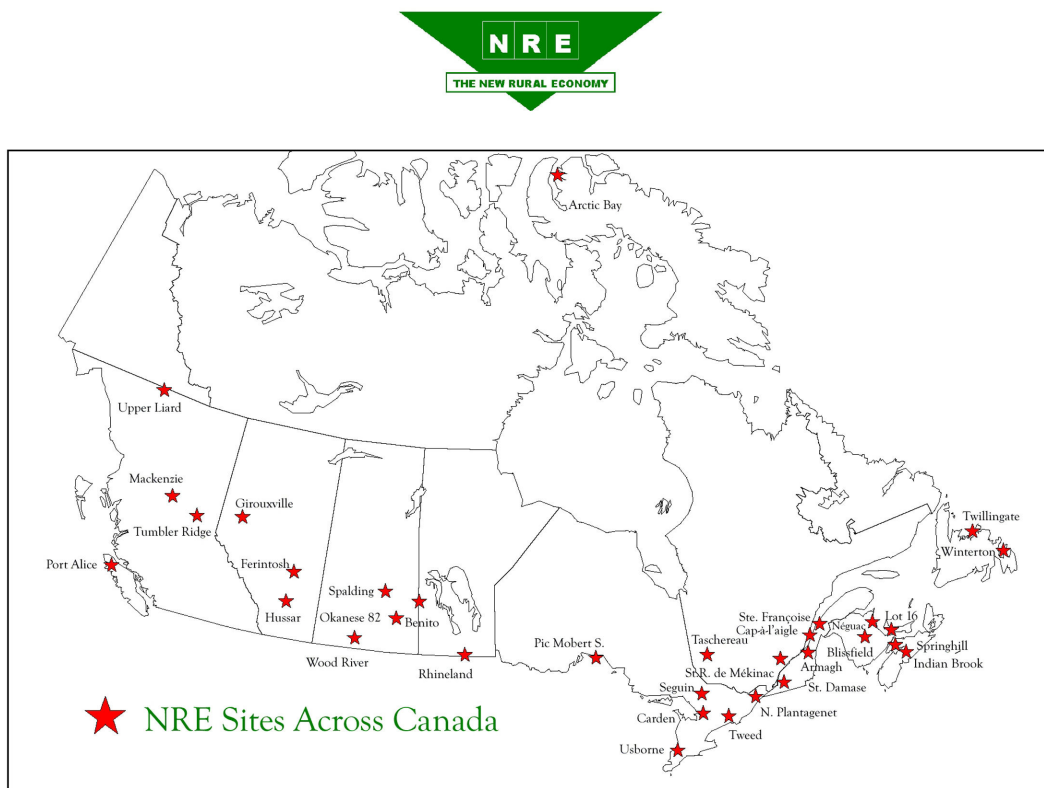 N R E
THE NEW RURAL ECONOMY
Arctic Bay
Upper Liard
Mackenzie
Girouxville
Tumbler Ridge
Twillingate
Winterton
Port Alice
Ferintosh
Spalding
Hussar
Okanese 82
Benito
Ste. Françoise
Lot 16
Néguac
Cap-à-l'aigle
Pic Mobert S.
Taschereau
Blissfield
Springhill
Wood River
Armagh
Indian Brook
Rhineland
St.R. de Mékinac
Seguin
St. Damase
N. Plantagenet
Carden
Tweed
Usborne
NRE Sites Across Canada